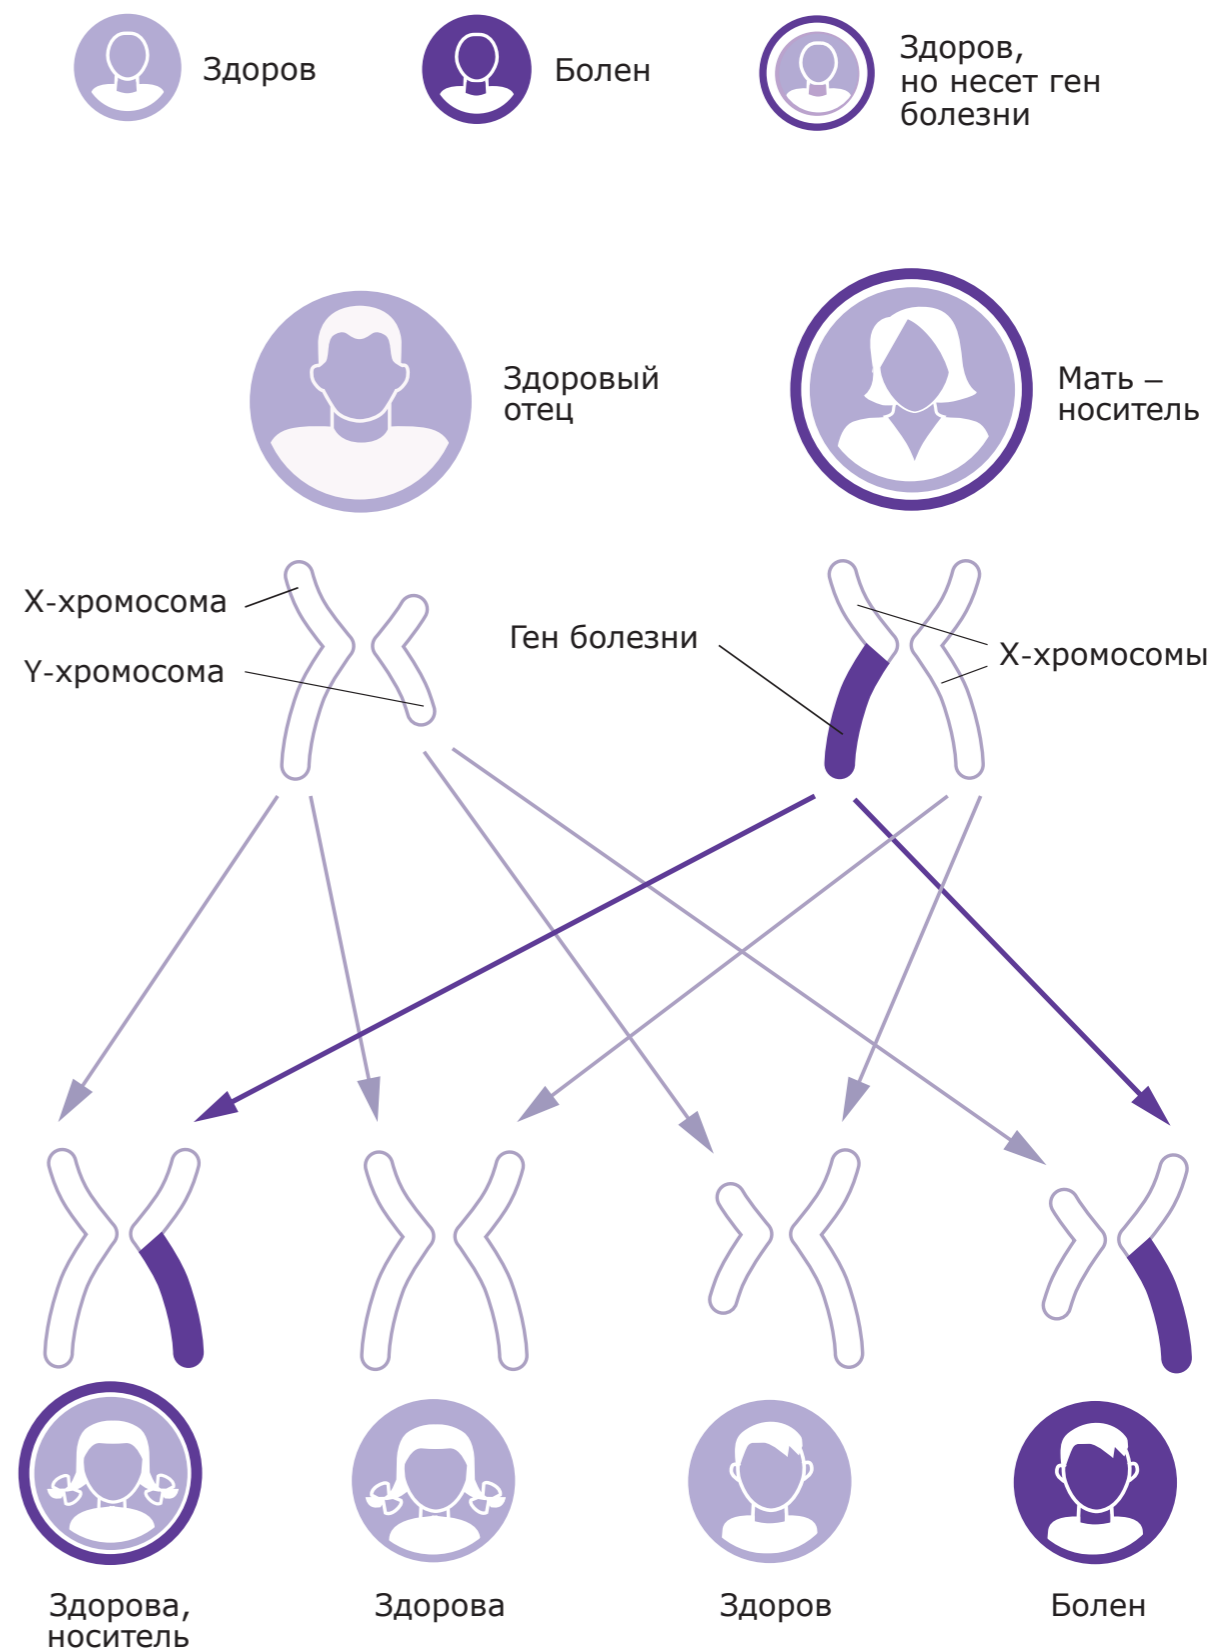 Здоров
Болен
Здоров,
но несет ген
болезни
Здоровый
отец
Мать –
носитель
X-хромосома
Y-хромосома
Ген болезни
X-хромосомы
Здорова,
носитель
Здорова
Здоров
Болен